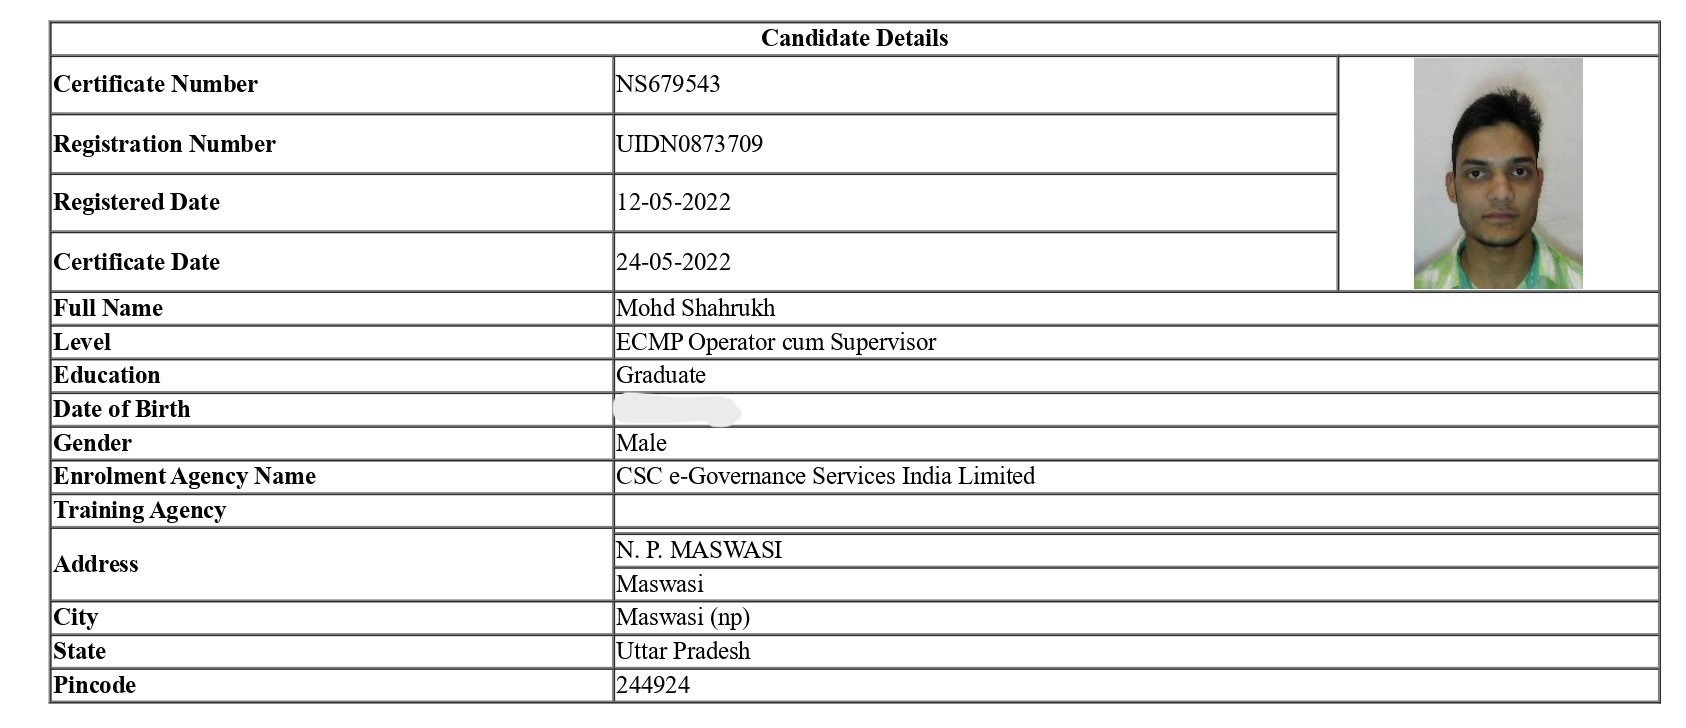 Candidate Details
Certificate Number NS679543
Registration Number UIDN0873709
Registered Date 12-05-2022
Certificate Date 24-05-2022
Full Name Mohd Shahrukh
Level ECMP Operator cum Supervisor
Education Graduate
Date of Birth
Gender Male
Enrolment Agency Name CSC e-Governance Services India Limited
Training Agency
Address N. P. MASWASI
Maswasi
City Maswasi (np)
State Uttar Pradesh
Pincode 244924